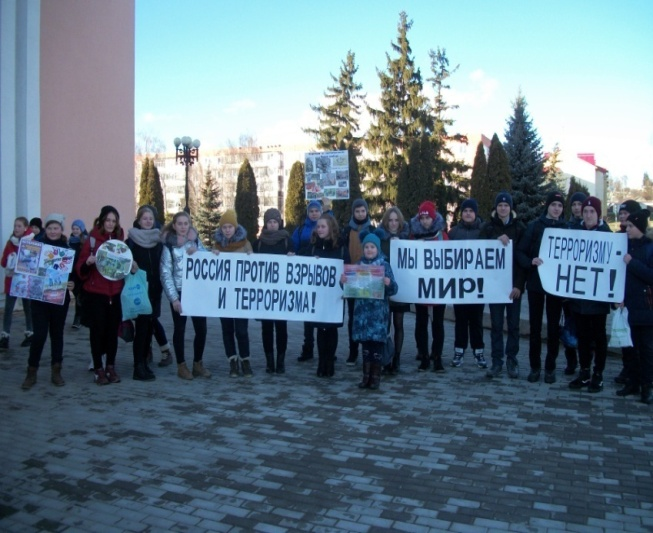 РОССИЯ ПРОТИВ ВЗРЫВОВ
И ТЕРРОРИЗМА!
МЫ ВЫБИРАЕМ
МИР!
ТЕРРОРИЗМУ
НЕТ!